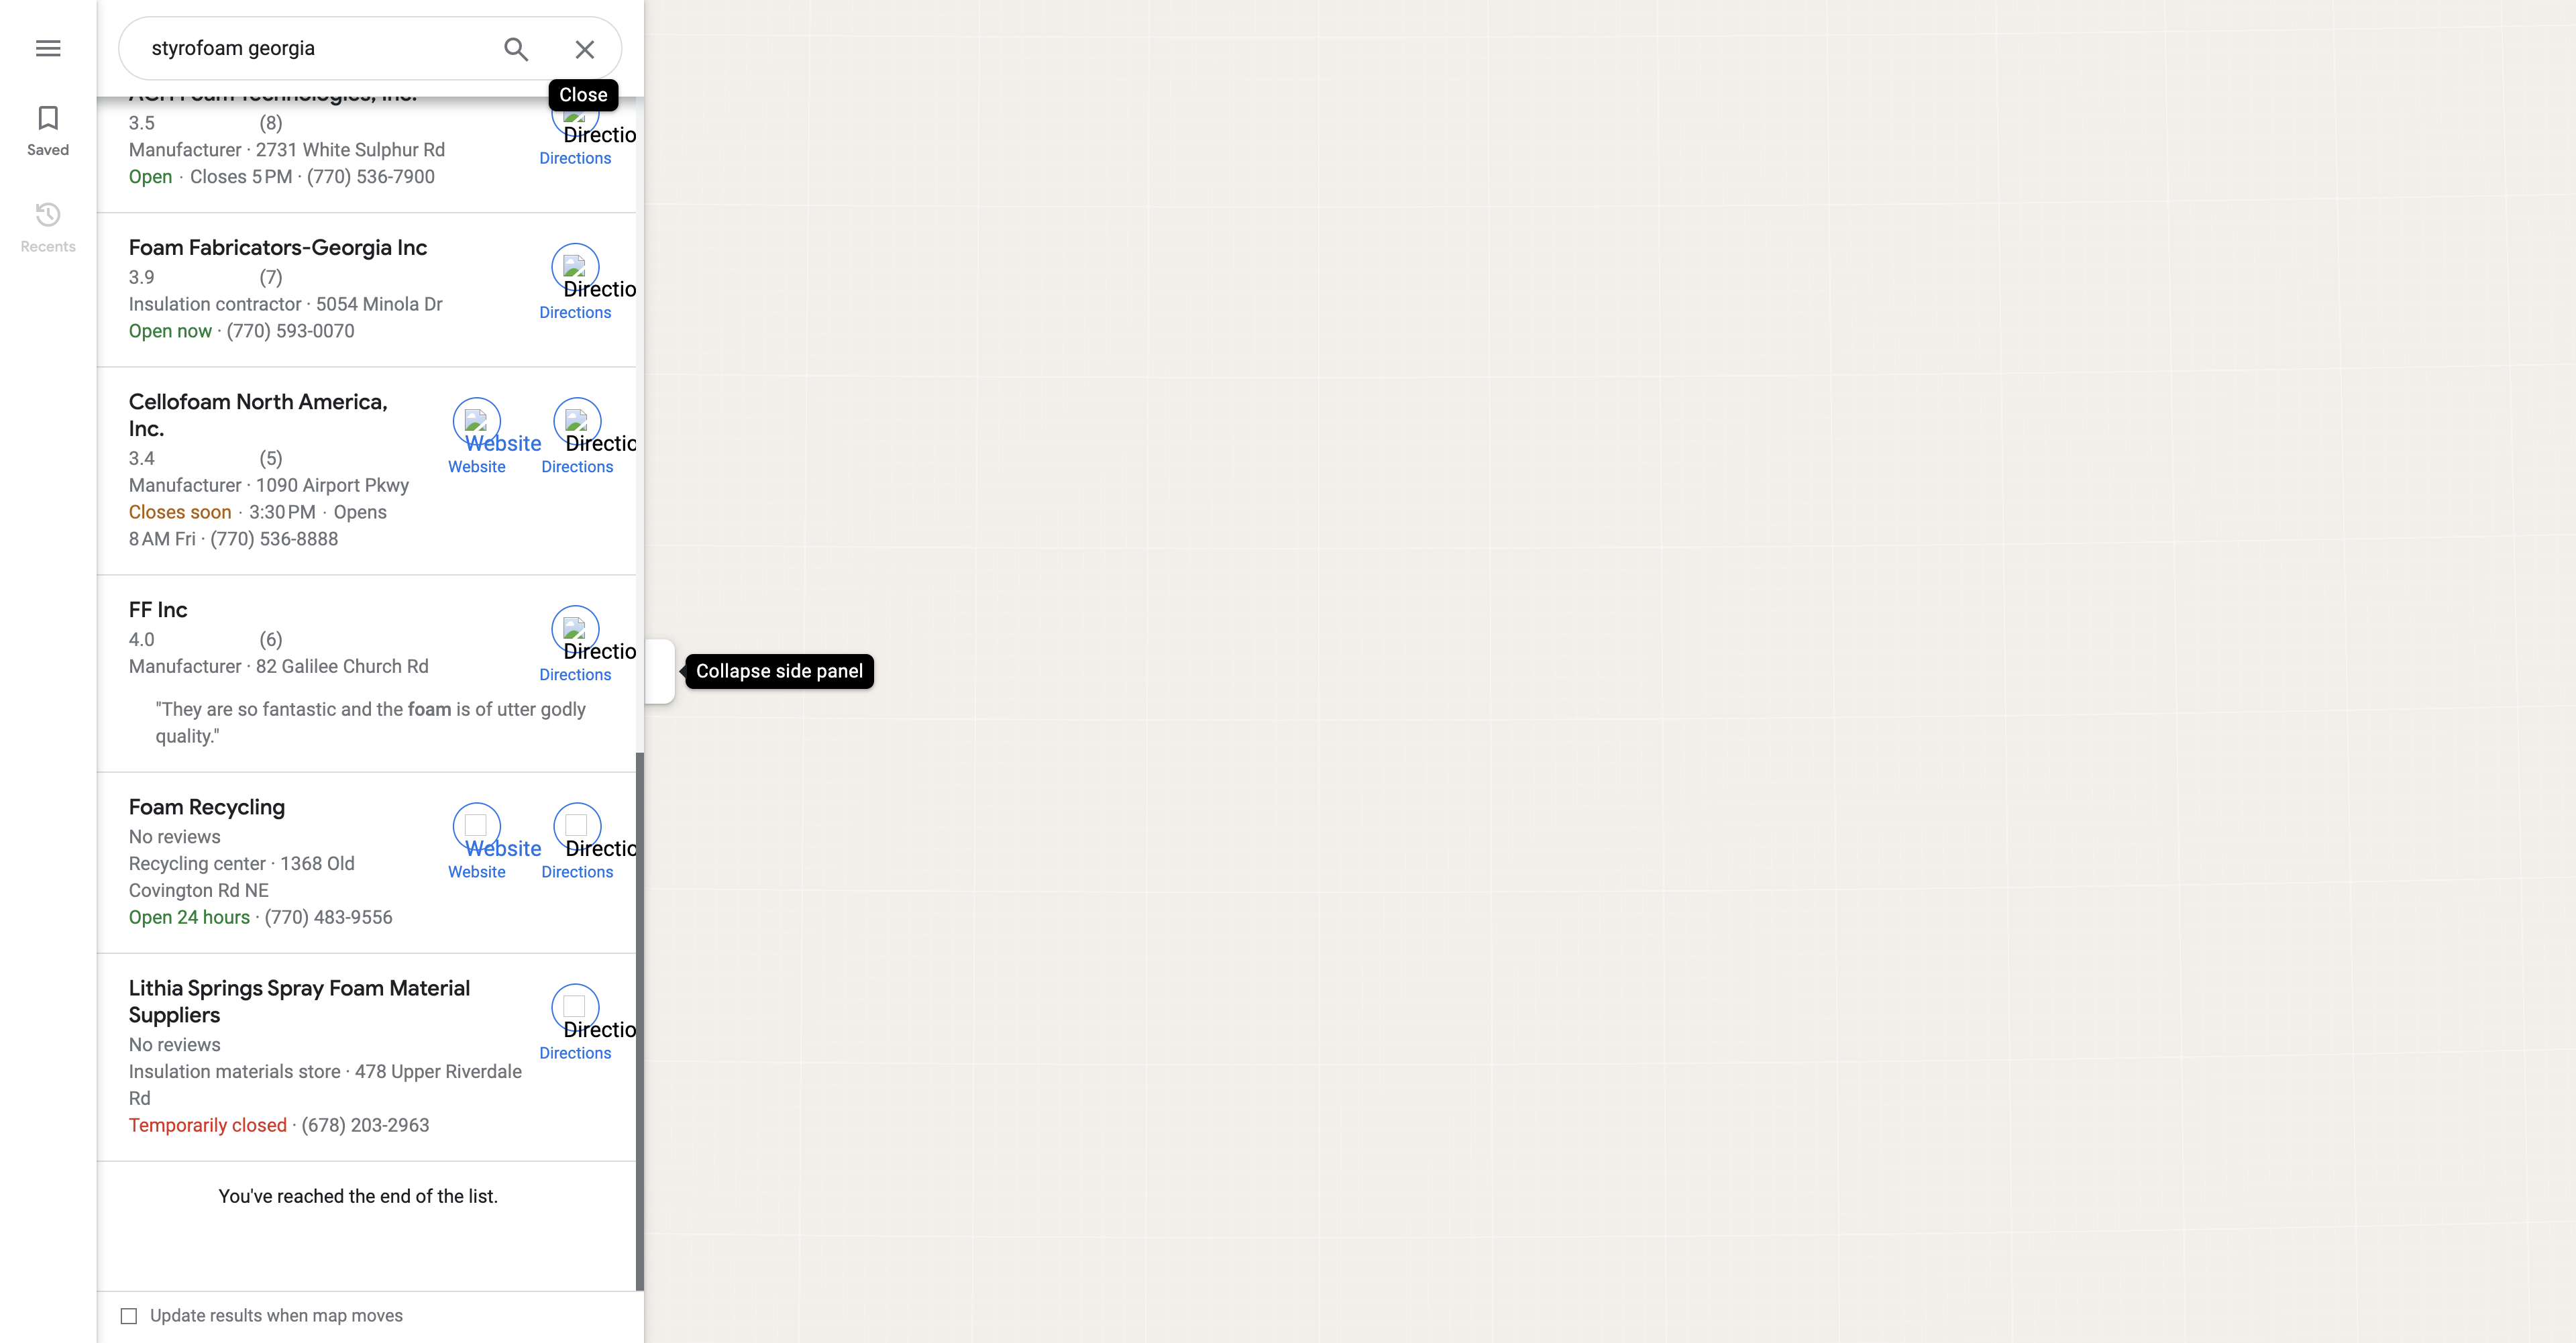 styrofoam georgia
Close
Saved
Recents
3.5 (8)
Manufacturer · 2731 White Sulphur Rd
Open · Closes 5 PM · (770) 536-7900
Directio
Directions
Foam Fabricators-Georgia Inc
3.9 (7)
Insulation contractor · 5054 Minola Dr
Open now · (770) 593-0070
Directio
Directions
Cellofoam North America,
Inc.
3.4 (5)
Manufacturer · 1090 Airport Pkwy
Closes soon · 3:30 PM · Opens
8 AM Fri · (770) 536-8888
Website
Website
Directio
Directions
FF Inc
4.0 (6)
Manufacturer · 82 Galilee Church Rd
Directio
Directions
"They are so fantastic and the foam is of utter godly
quality."
Collapse side panel
Foam Recycling
No reviews
Recycling center · 1368 Old
Covington Rd NE
Open 24 hours · (770) 483-9556
Website
Website
Directio
Directions
Lithia Springs Spray Foam Material
Suppliers
No reviews
Insulation materials store · 478 Upper Riverdale
Rd
Temporarily closed · (678) 203-2963
Directio
Directions
You've reached the end of the list.
Update results when map moves